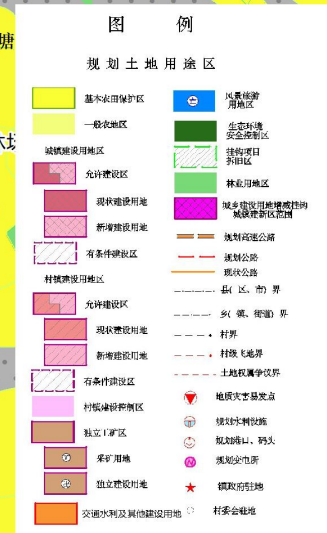 图 例
规划土地用途区
基本农田保护区
一般农地区
城镇建设用地区
允许建设区
现状建设用地
新增建设用地
有条件建设区
村镇建设用地区
允许建设区
现状建设用地
新增建设用地
有条件建设区
村镇建设控制区
独立工矿区
采矿用地
独立建设用地
交通水利及其他建设用地
风景旅游
用地区
生态环境
安全控制区
挂钩项目
拆旧区
林业用地区
城乡建设用地增减挂钩
城镇建新区范围
规划高速公路
规划公路
现状公路
县(区、市)界
乡(镇、街道)界
村界
村级飞地界
土地权属争议界
地质灾害易发点
规划水利设施
规划港口、码头
规划变电所
镇政府驻地
村委会驻地
塘